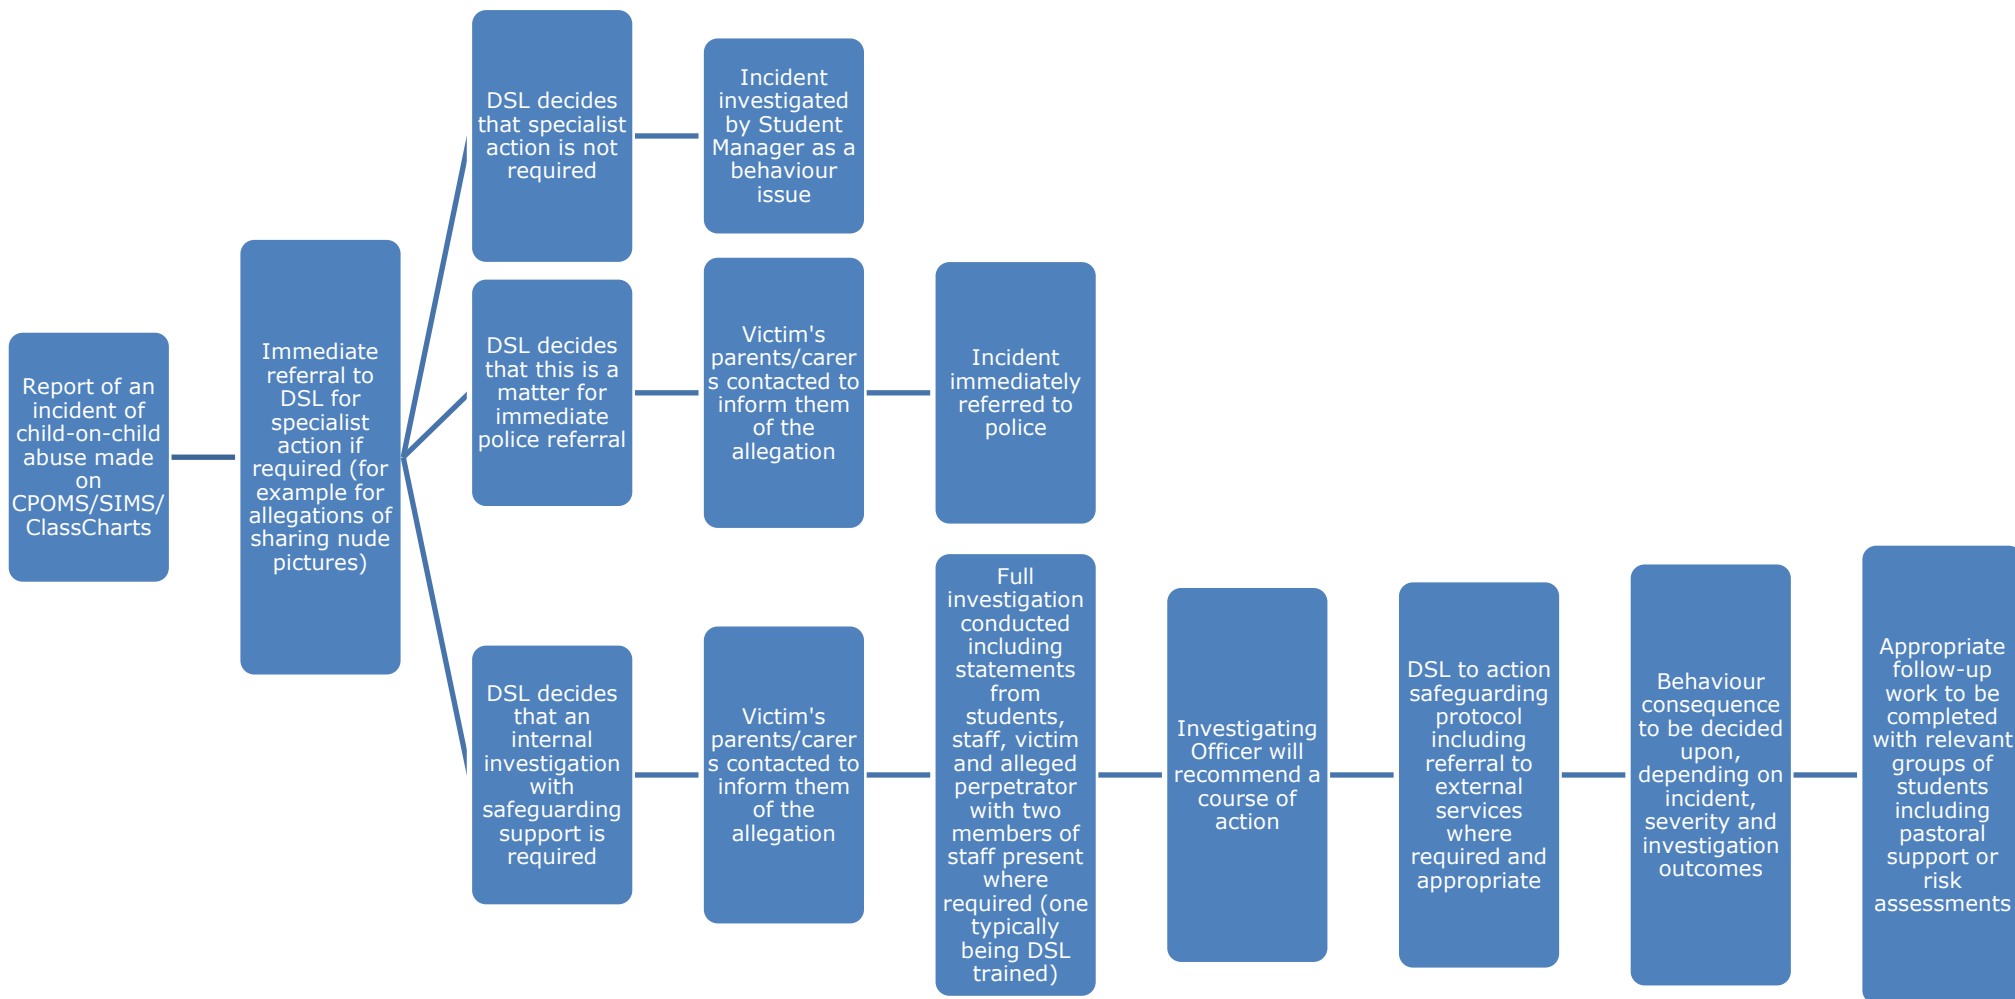 Report of an
incident of
child-on-child
abuse made
on
CPOMS/SIMS/
ClassCharts
Immediate
referral to
DSL for
specialist
action if
required (for
example for
allegations of
sharing nude
pictures)
DSL decides
that specialist
action is not
required
Incident
investigated
by Student
Manager as a
behaviour
issue
DSL decides
that this is a
matter for
immediate
police referral
Victim's
parents/carer
s contacted to
inform them
of the
allegation
Incident
immediately
referred to
police
DSL decides
that an
internal
investigation
with
safeguarding
support is
required
Victim's
parents/carer
s contacted to
inform them
of the
allegation
Full
investigation
conducted
including
statements
from
students,
staff, victim
and alleged
perpetrator
with two
members of
staff present
where
required (one
typically
being DSL
trained)
Investigating
Officer will
recommend a
course of
action
DSL to action
safeguarding
protocol
including
referral to
external
services
where
required and
appropriate
Behaviour
consequence
to be decided
upon,
depending on
incident,
severity and
investigation
outcomes
Appropriate
follow-up
work to be
completed
with relevant
groups of
students
including
pastoral
support or
risk
assessments